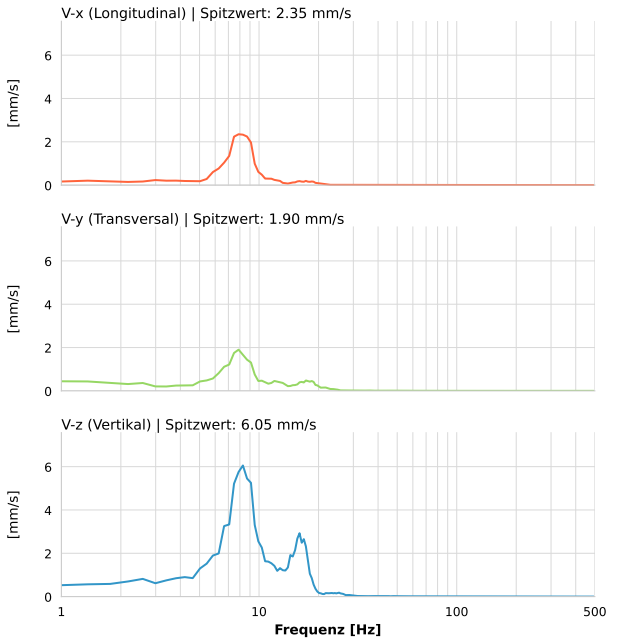 V-x (Longitudinal) | Spitzwert: 2.35 mm/s
[mm/s]
6
4
2
0
V-y (Transversal) | Spitzwert: 1.90 mm/s
[mm/s]
6
4
2
0
V-z (Vertikal) | Spitzwert: 6.05 mm/s
[mm/s]
6
4
2
0
1 10 100 500
Frequenz [Hz]